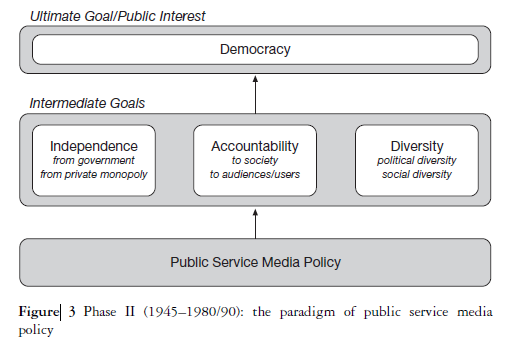 Ultimate Goal/Public Interest
Democracy
Intermediate Goals
Independence
from government
from private monopoly
Accountability
to society
to audiences/users
Diversity
political diversity
social diversity
Public Service Media Policy
Figure 3 Phase II (1945–1980/90): the paradigm of public service media
policy